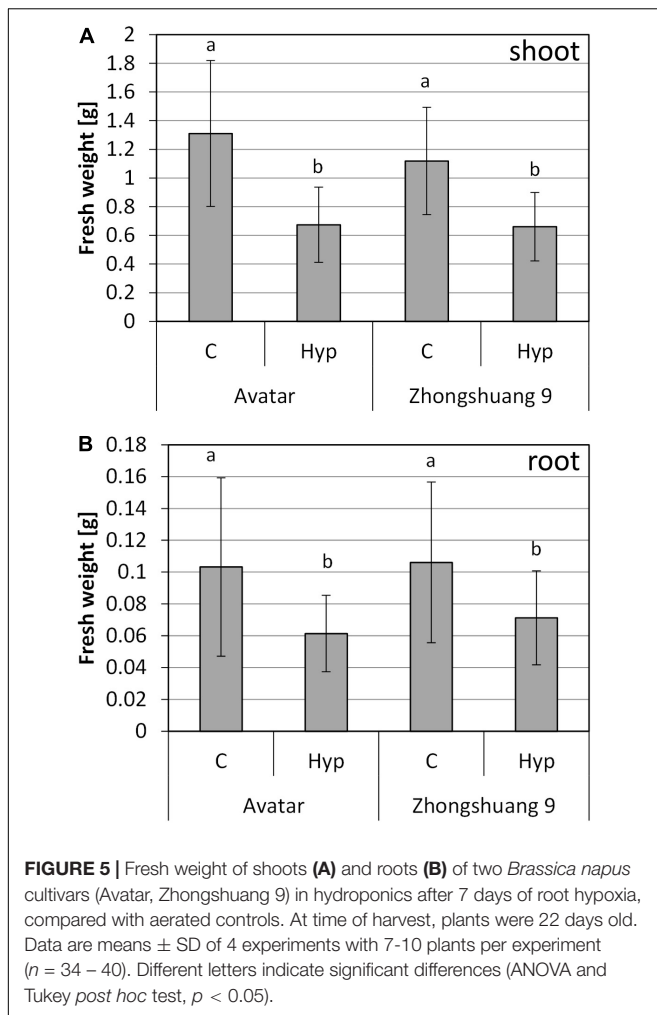 A
shoot
Fresh weight [g]
2
1.8
1.6
1.4
1.2
1
0.8
0.6
0.4
0.2
0
a
b
a
b
C
Hyp
C
Hyp
Avatar
Zhongshuang 9
B
root
Fresh weight [g]
0.18
0.16
0.14
0.12
0.1
0.08
0.06
0.04
0.02
0
a
b
a
b
C
Hyp
C
Hyp
Avatar
Zhongshuang 9
FIGURE 5 | Fresh weight of shoots (A) and roots (B) of two Brassica napus
cultivars (Avatar, Zhongshuang 9) in hydroponics after 7 days of root hypoxia,
compared with aerated controls. At time of harvest, plants were 22 days old.
Data are means ± SD of 4 experiments with 7-10 plants per experiment
(n = 34 – 40). Different letters indicate significant differences (ANOVA and
Tukey post hoc test, p < 0.05).